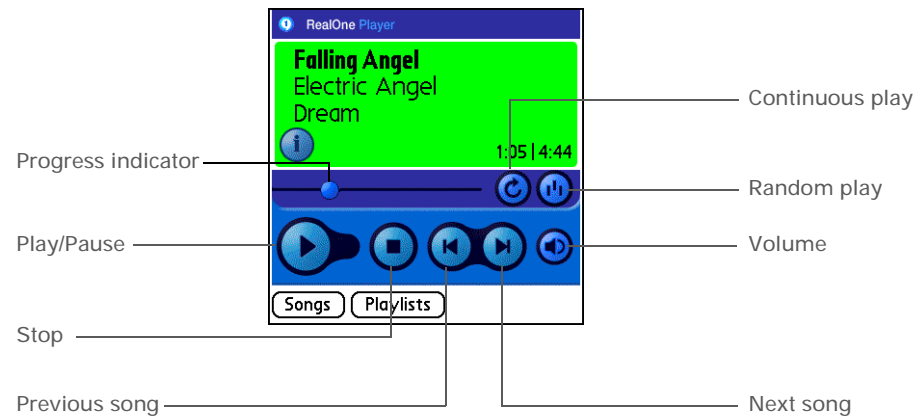 RealOne Player
Falling Angel
Electric Angel
Dream
i
1:05 | 4:44
Songs
Playlists
Progress indicator
Play/Pause
Stop
Previous song
Continuous play
Random play
Volume
Next song